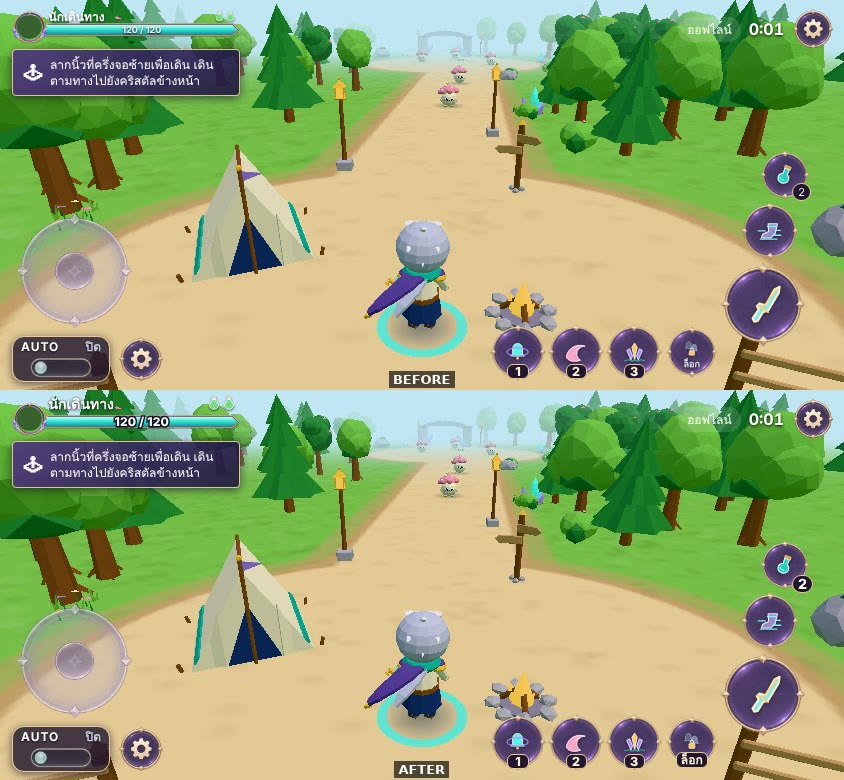 นักเดินทาง
120 / 120
ออฟไลน์ 0:01
ลากนิ้วที่ครึ่งจอซ้ายเพื่อเดิน เดิน
ตามทางไปยังคริสตัลข้างหน้า
2
AUTO ปิด
1 2 3 ล็อก
BEFORE
นักเดินทาง
120 / 120
ออฟไลน์ 0:01
ลากนิ้วที่ครึ่งจอซ้ายเพื่อเดิน เดิน
ตามทางไปยังคริสตัลข้างหน้า
2
AUTO ปิด
1 2 3 ล็อก
AFTER